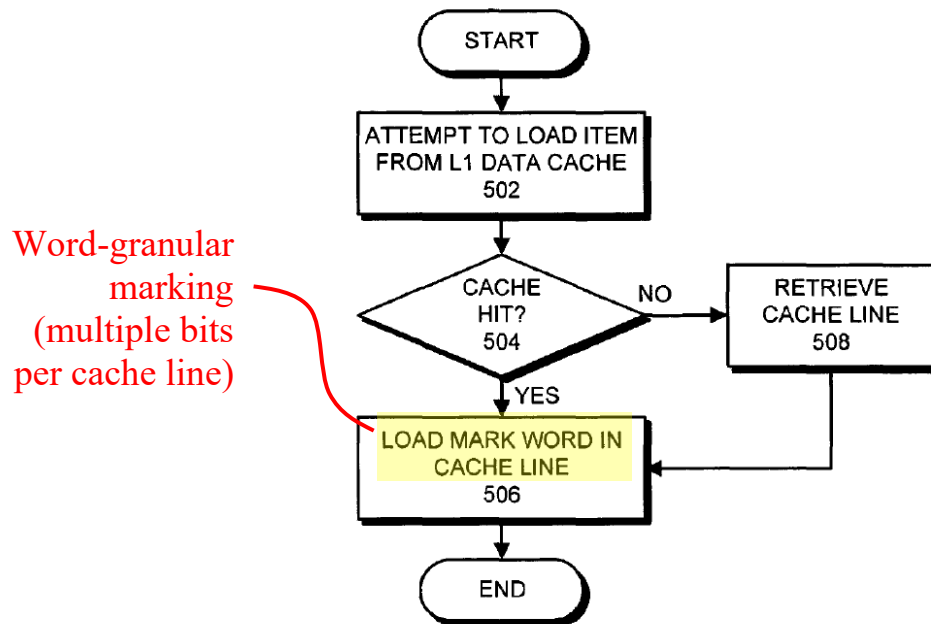 START
ATTEMPT TO LOAD ITEM
FROM L1 DATA CACHE
502
Word-granular
marking
(multiple bits
per cache line)
CACHE
HIT?
504
NO
RETRIEVE
CACHE LINE
508
YES
LOAD MARK WORD IN
CACHE LINE
506
END